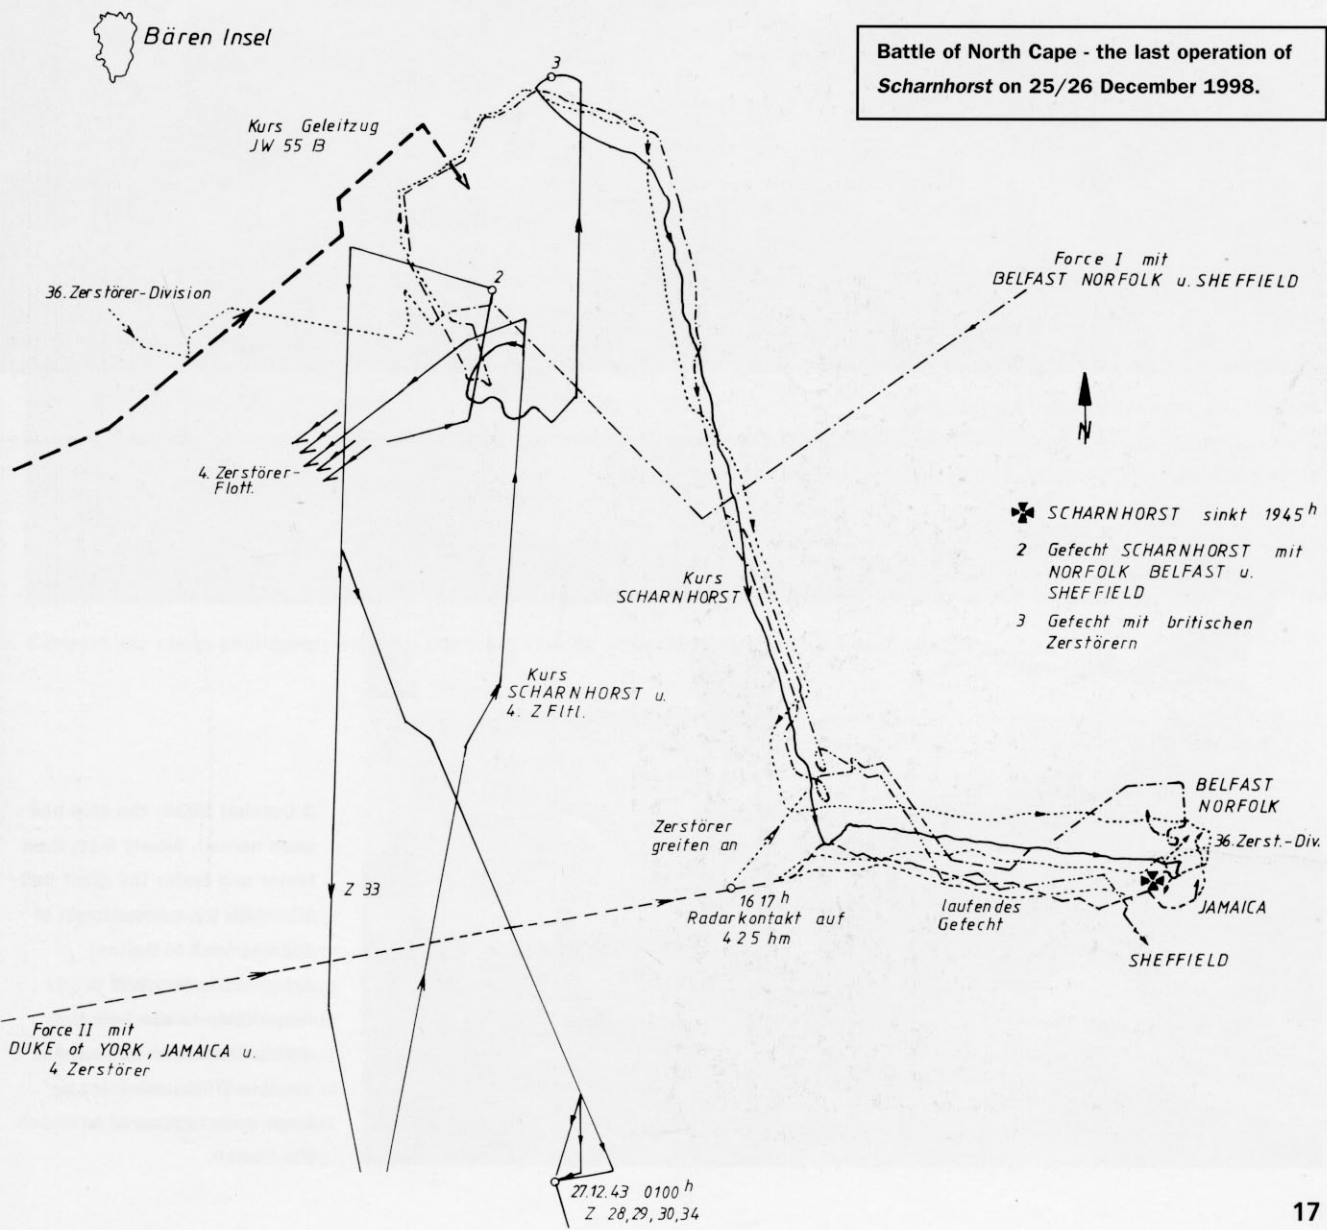 Bären Insel
Battle of North Cape - the last operation of
Scharnhorst on 25/26 December 1998.
3
Kurs Geleitzug
JW 55 B
36. Zerstörer-Division
2
Force I mit
BELFAST NORFOLK u. SHEFFIELD
N
4. Zerstörer-
Flott.
SCHARNHORST sinkt 1945 h
2 Gefecht SCHARNHORST mit
NORFOLK BELFAST u.
SHEFFIELD
3 Gefecht mit britischen
Zerstörern
Kurs
SCHARNHORST
Kurs
SCHARNHORST u.
4. Z Fltl.
BELFAST
NORFOLK
Zerstörer
greifen an
36. Zerst.-Div.
Z 33
1617 h
Radarkontakt auf
425 hm
laufendes
Gefecht
JAMAICA
SHEFFIELD
Force II mit
DUKE of YORK, JAMAICA u.
4 Zerstörer
27.12.43 0100 h
Z 28, 29, 30, 34
17